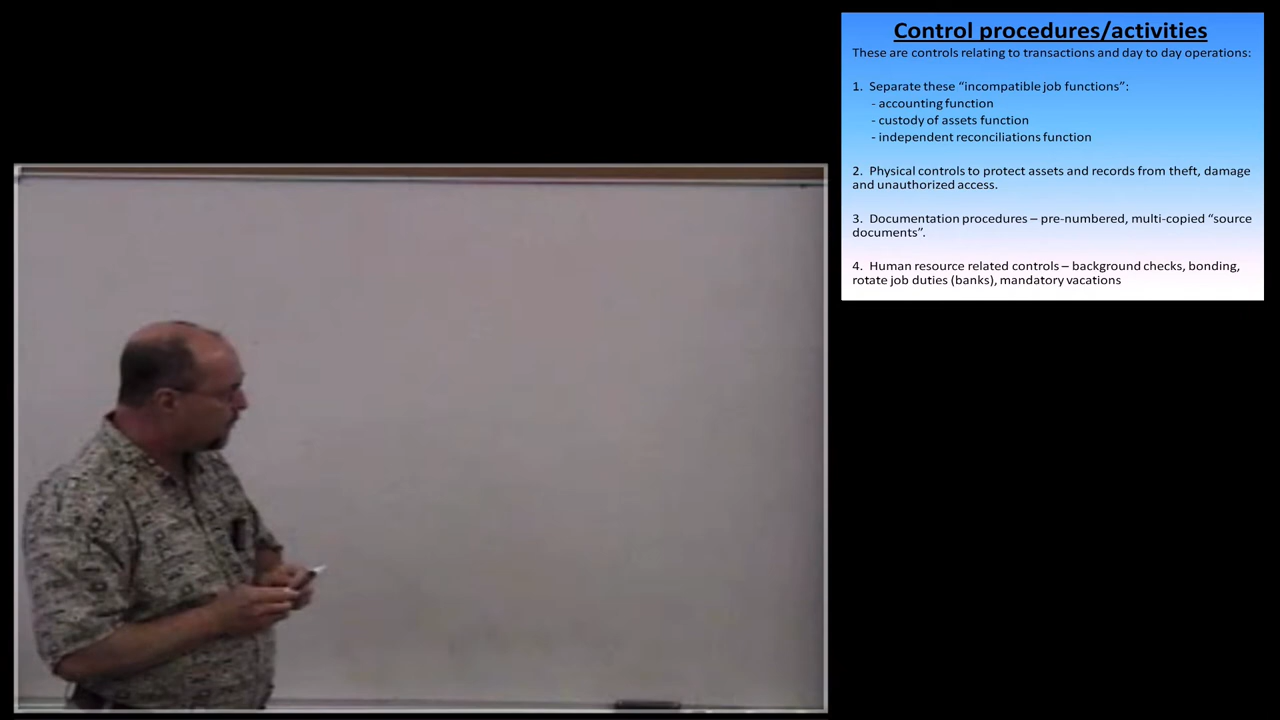 Control procedures/activities
These are controls relating to transactions and day to day operations:
1. Separate these “incompatible job functions”:
- accounting function
- custody of assets function
- independent reconciliations function
2. Physical controls to protect assets and records from theft, damage
and unauthorized access.
3. Documentation procedures – pre-numbered, multi-copied “source
documents”.
4. Human resource related controls – background checks, bonding,
rotate job duties (banks), mandatory vacations